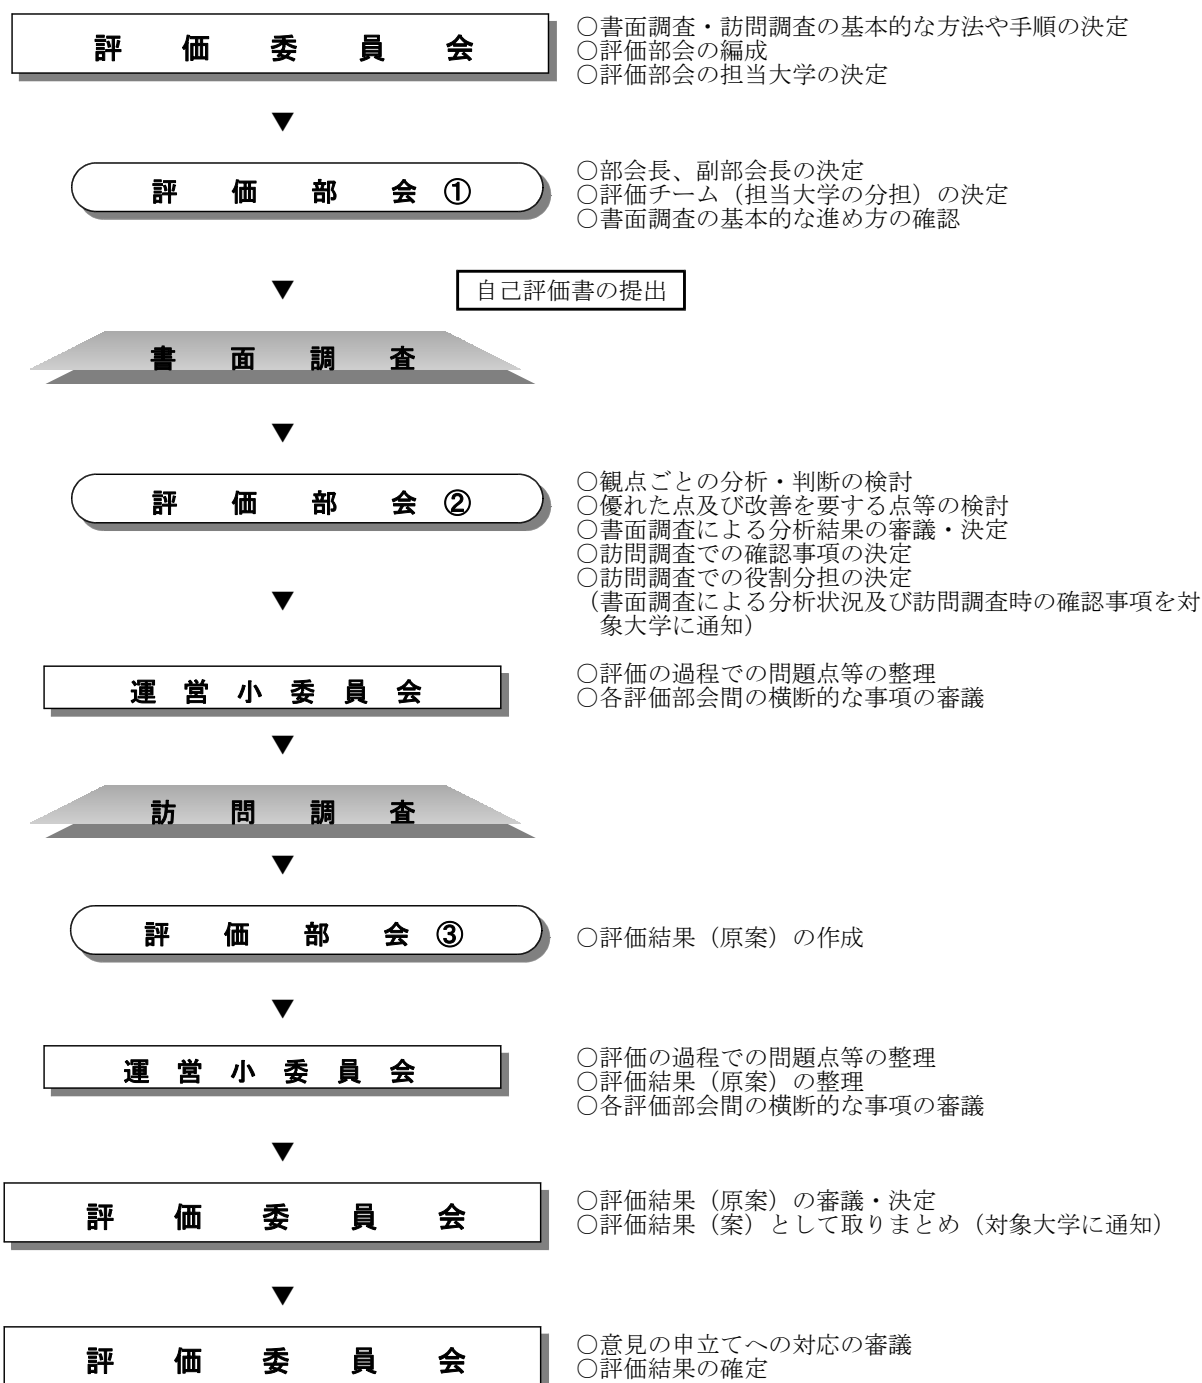 評価委員会
○書面調査・訪問調査の基本的な方法や手順の決定
○評価部会の編成
○評価部会の担当大学の決定
▼
評価部会①
○部会長、副部会長の決定
○評価チーム（担当大学の分担）の決定
○書面調査の基本的な進め方の確認
▼
自己評価書の提出
書面調査
▼
評価部会②
○観点ごとの分析・判断の検討
○優れた点及び改善を要する点等の検討
○書面調査による分析結果の審議・決定
○訪問調査での確認事項の決定
○訪問調査での役割分担の決定
（書面調査による分析状況及び訪問調査時の確認事項を対
象大学に通知）
▼
運営小委員会
○評価の過程での問題点等の整理
○各評価部会間の横断的な事項の審議
▼
訪問調査
▼
評価部会③
○評価結果（原案）の作成
▼
運営小委員会
○評価の過程での問題点等の整理
○評価結果（原案）の整理
○各評価部会間の横断的な事項の審議
▼
評価委員会
○評価結果（原案）の審議・決定
○評価結果（案）として取りまとめ（対象大学に通知）
▼
評価委員会
○意見の申立てへの対応の審議
○評価結果の確定